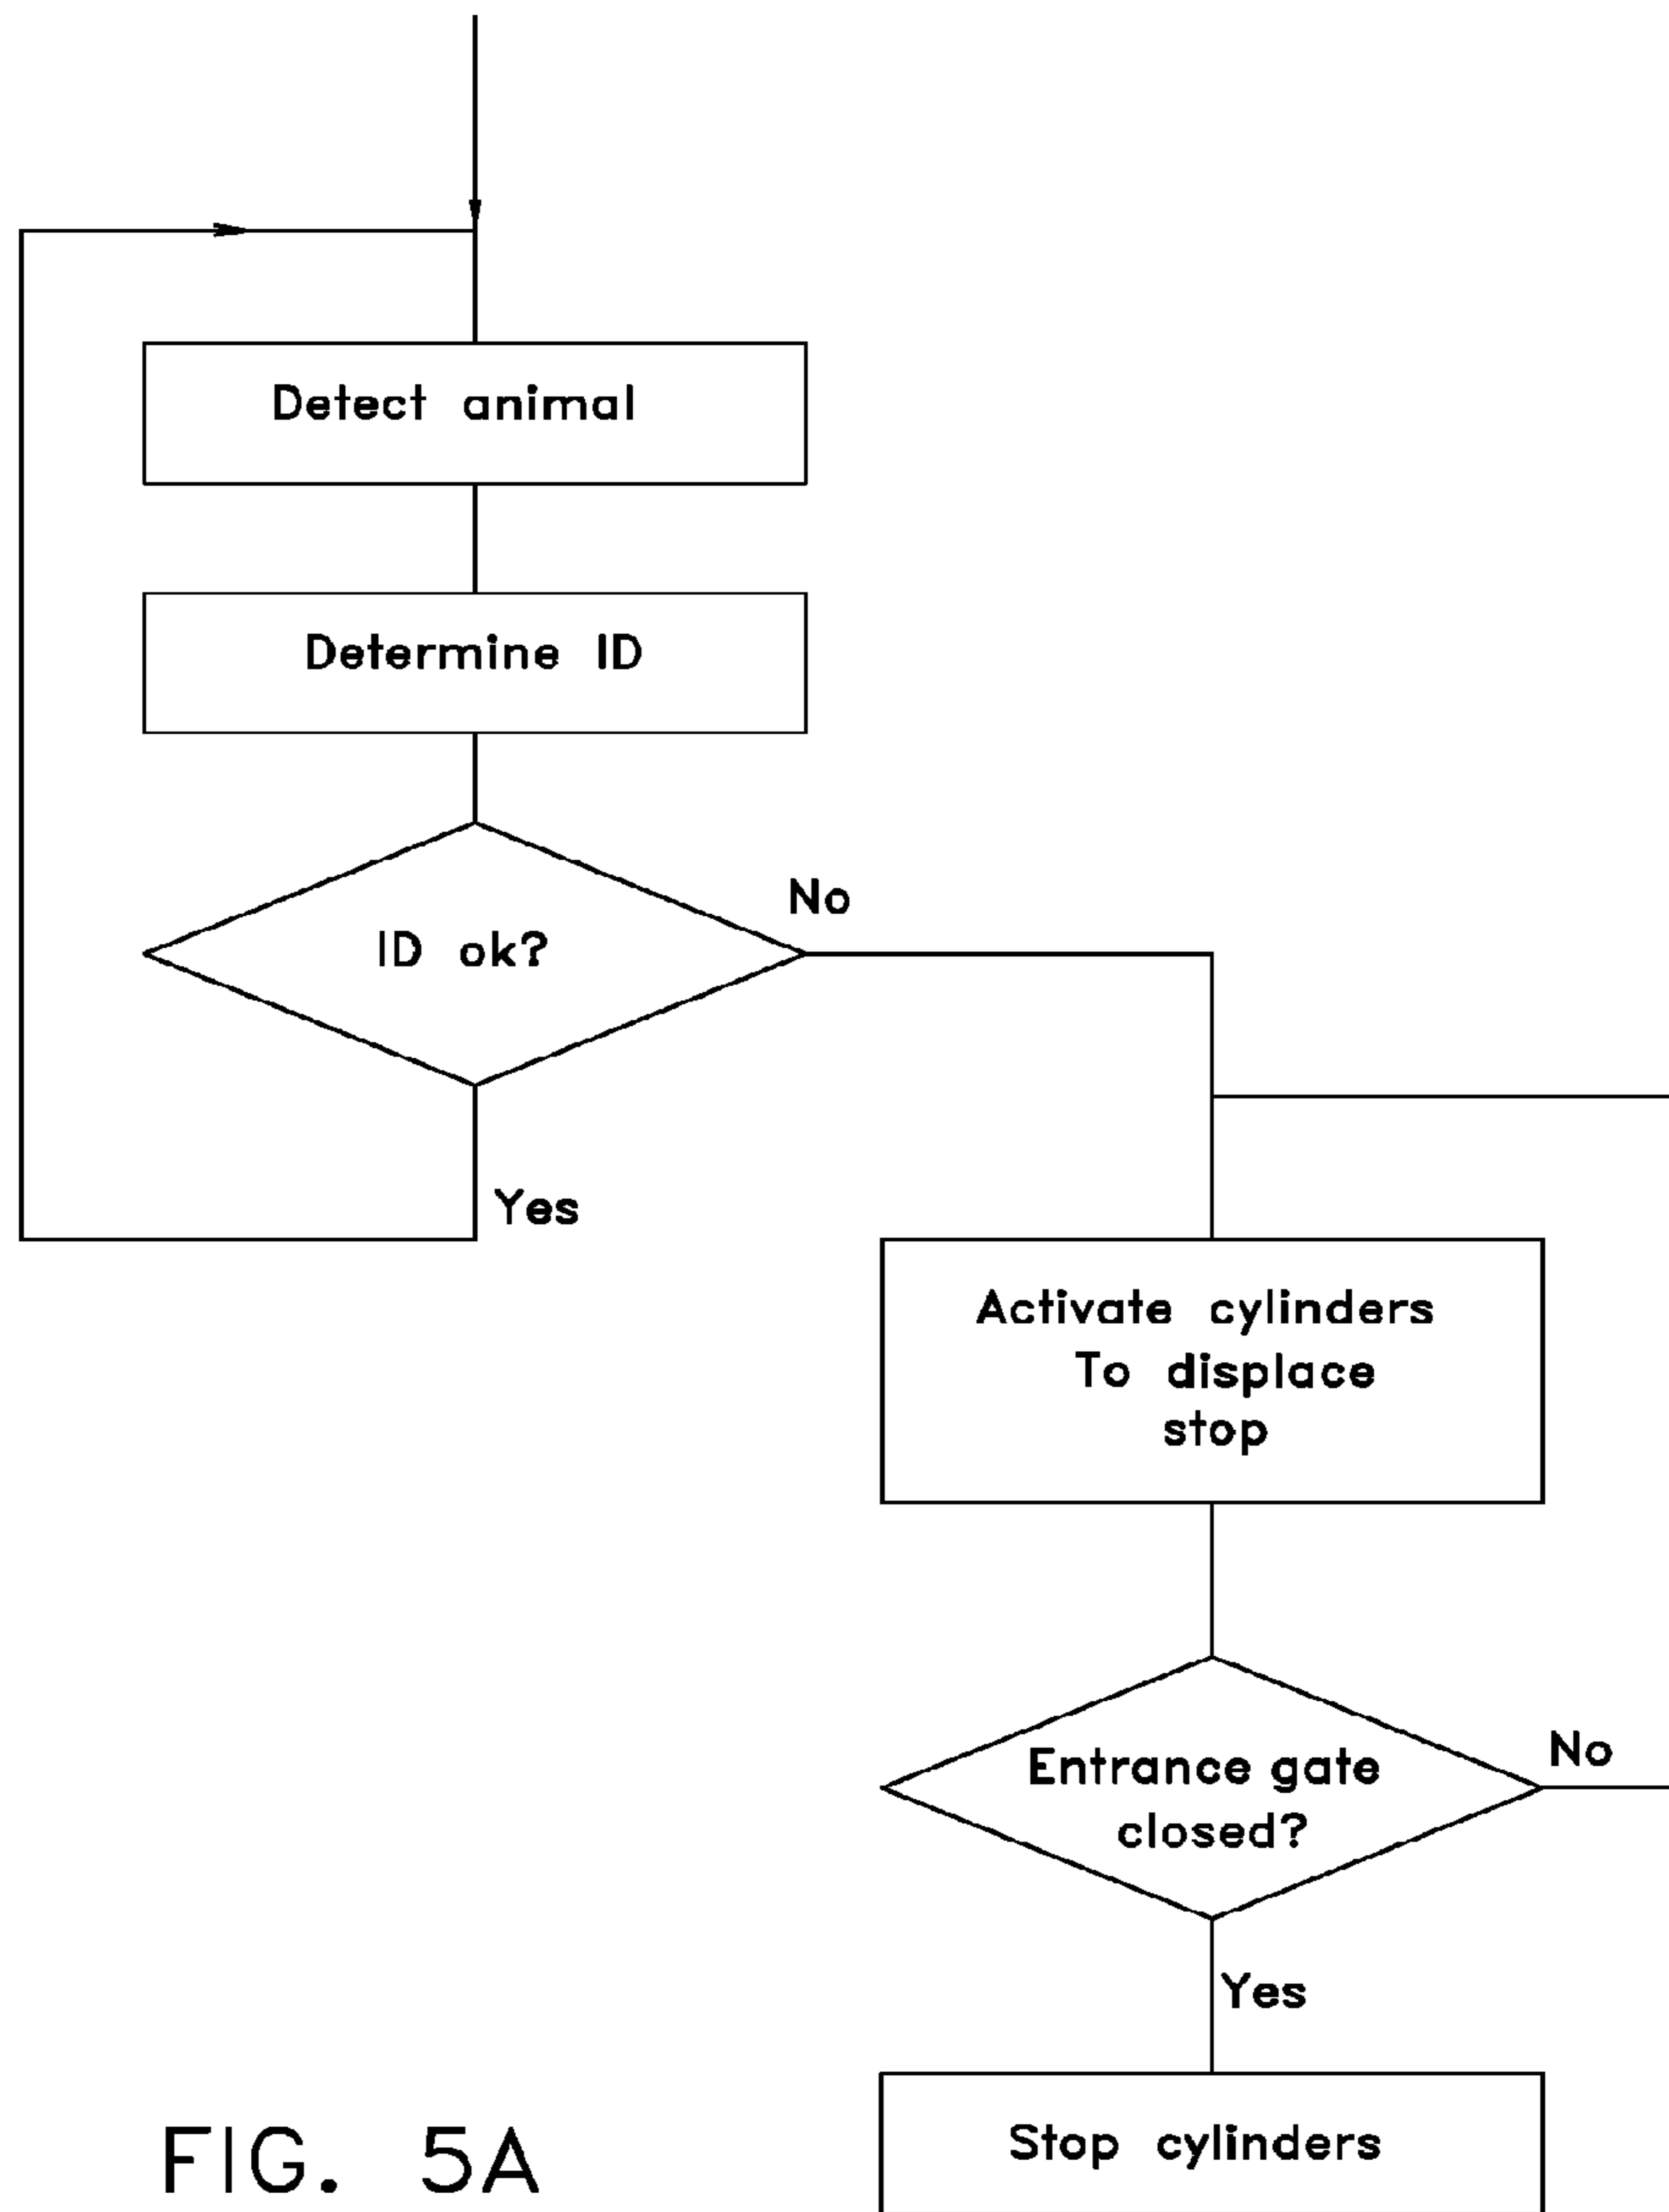 Detect animal
Determine ID
No
ID ok?
Yes
Activate cylinders
To displace
stop
No
Entrance gate
closed?
Yes
Stop cylinders
FIG. 5A